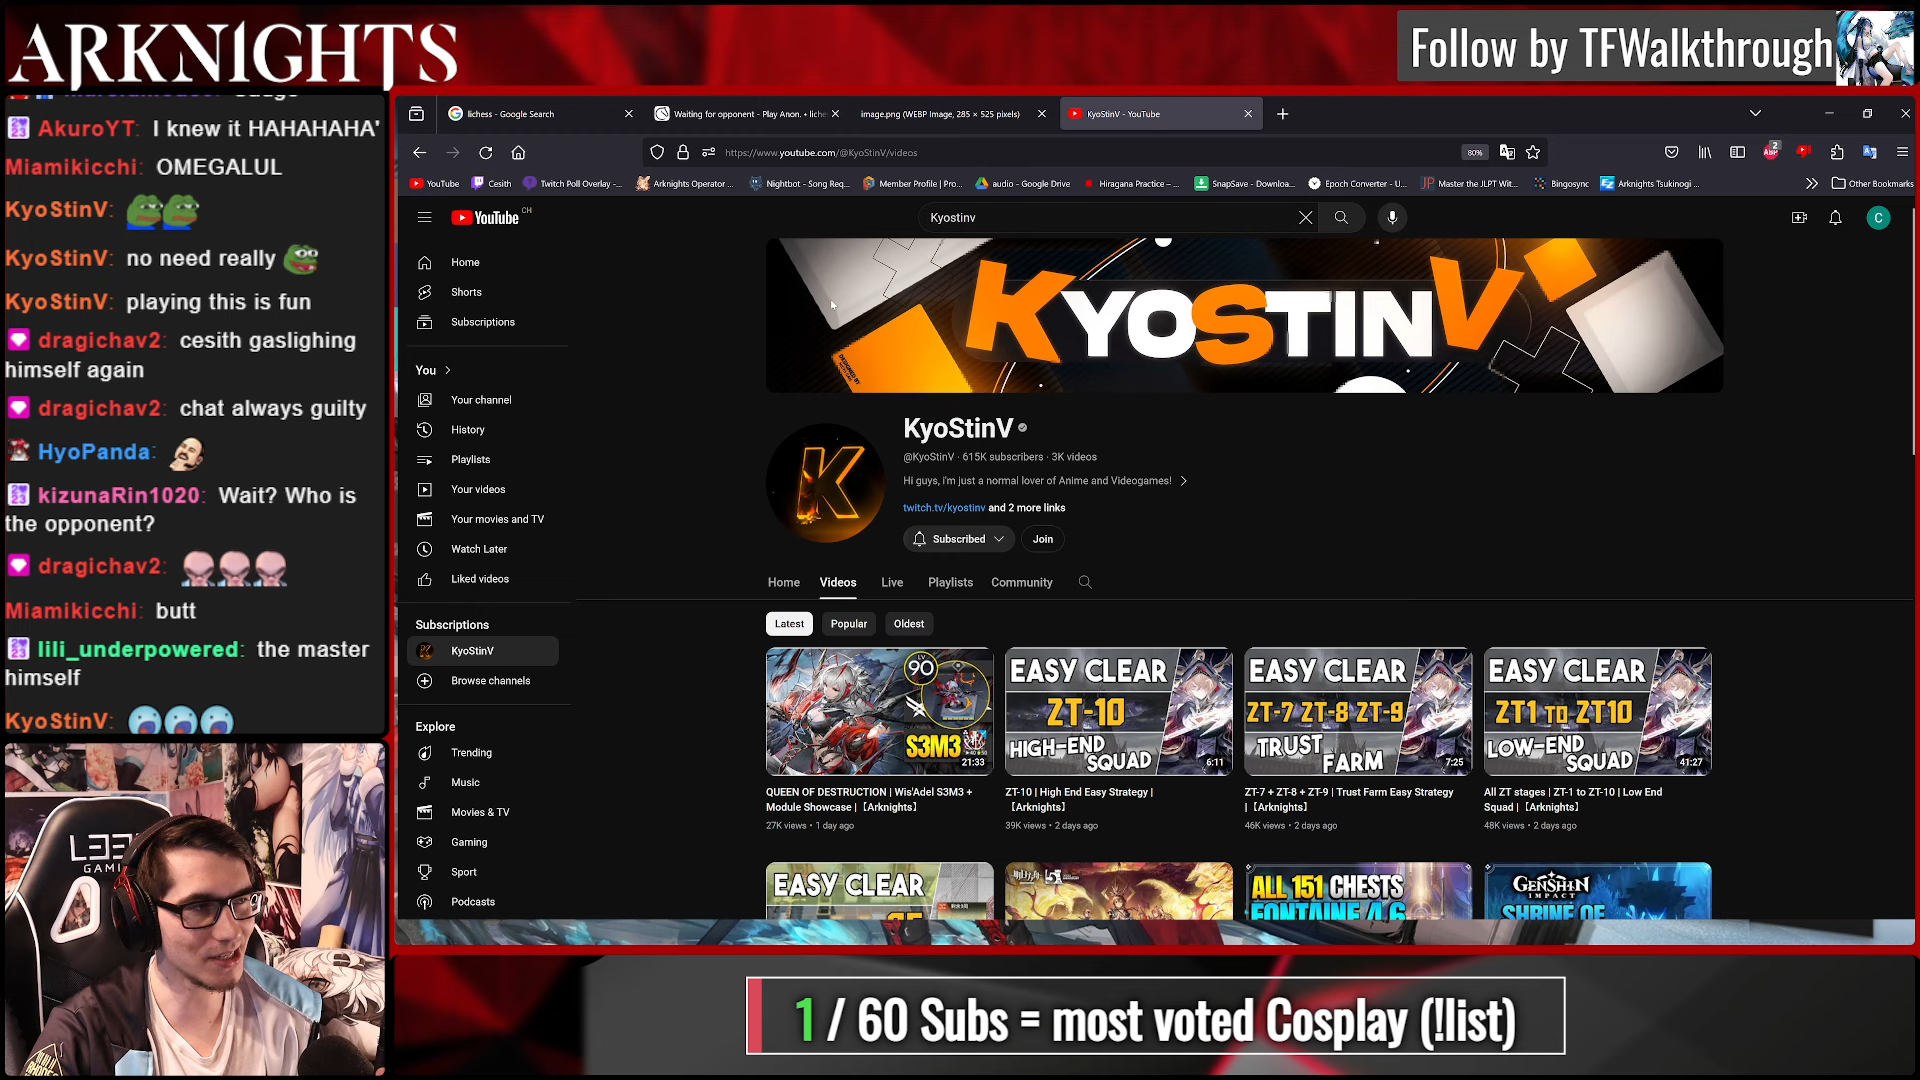 ARKNIGHTS
Follow by TFWalkthrough
AkuroYT: I knew it HAHAHAHA'
Miamikicchi: OMEGALUL
KyoStinV:
KyoStinV: no need really
KyoStinV: playing this is fun
dragichav2: cesith gaslighing
himself again
dragichav2: chat always guilty
HyoPanda:
kizunaRin1020: Wait? Who is
the opponent?
dragichav2:
Miamikicchi: butt
lili_underpowered: the master
himself
KyoStinV:
lichess - Google Search
Waiting for opponent - Play Anon. • liche
image.png (WEBP Image, 285 × 525 pixels)
KyoStinV - YouTube
https://www.youtube.com/@KyoStinV/videos
80%
2
YouTube
Cesith
Twitch Poll Overlay -...
Arknights Operator ...
Nightbot - Song Req...
Member Profile | Pro...
audio - Google Drive
Hiragana Practice –...
SnapSave - Downloa...
Epoch Converter - U...
Master the JLPT Wit...
Bingosync
Arknights Tsukinogi ...
Other Bookmarks
YouTube CH
Kyostinv
C
Home
Shorts
Subscriptions
You
Your channel
History
Playlists
Your videos
Your movies and TV
Watch Later
Liked videos
Subscriptions
KyoStinV
Browse channels
Explore
Trending
Music
Movies & TV
Gaming
Sport
Podcasts
KYOSTINV
K
KyoStinV
@KyoStinV · 615K subscribers · 3K videos
Hi guys, I'm just a normal lover of Anime and Videogames!
twitch.tv/kyostinv and 2 more links
Subscribed
Join
Home
Videos
Live
Playlists
Community
Latest
Popular
Oldest
LV
90
S3M3
21:33
QUEEN OF DESTRUCTION | Wis'Adel S3M3 +
Module Showcase |【Arknights】
27K views • 1 day ago
EASY CLEAR
ZT-10
HIGH-END
SQUAD
6:11
ZT-10 | High End Easy Strategy |
【Arknights】
39K views • 2 days ago
EASY CLEAR
ZT-7 ZT-8 ZT-9
TRUST
FARM
7:25
ZT-7 + ZT-8 + ZT-9 | Trust Farm Easy Strategy
|【Arknights】
46K views • 2 days ago
EASY CLEAR
ZT1 TO ZT10
LOW-END
SQUAD
41:27
All ZT stages | ZT-1 to ZT-10 | Low End
Squad |【Arknights】
48K views • 2 days ago
EASY CLEAR
ALL 151 CHESTS
FONTAINE 4.6
GENSHIN
IMPACT
SHRINE OF
GAMI
1 / 60 Subs = most voted Cosplay (!list)